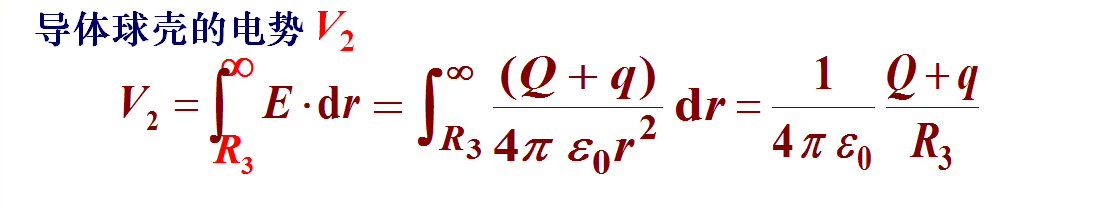 导体球壳的电势 V₂
V₂ = ∫_{R₃}^{∞} E · dr = ∫_{R₃}^{∞} (Q + q) / (4π ε₀r²) dr = 1 / (4π ε₀) (Q + q) / R₃